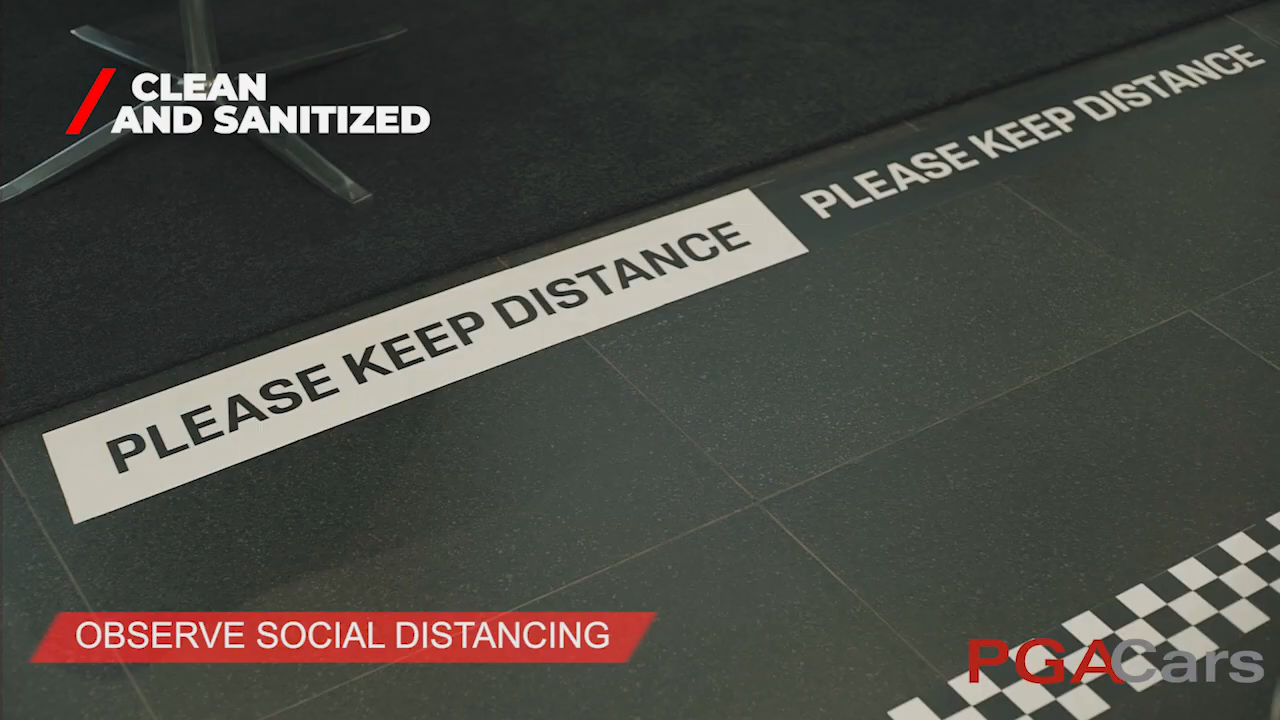 CLEAN
AND SANITIZED
PLEASE KEEP DISTANCE
PLEASE KEEP DISTANCE
OBSERVE SOCIAL DISTANCING
PGACars